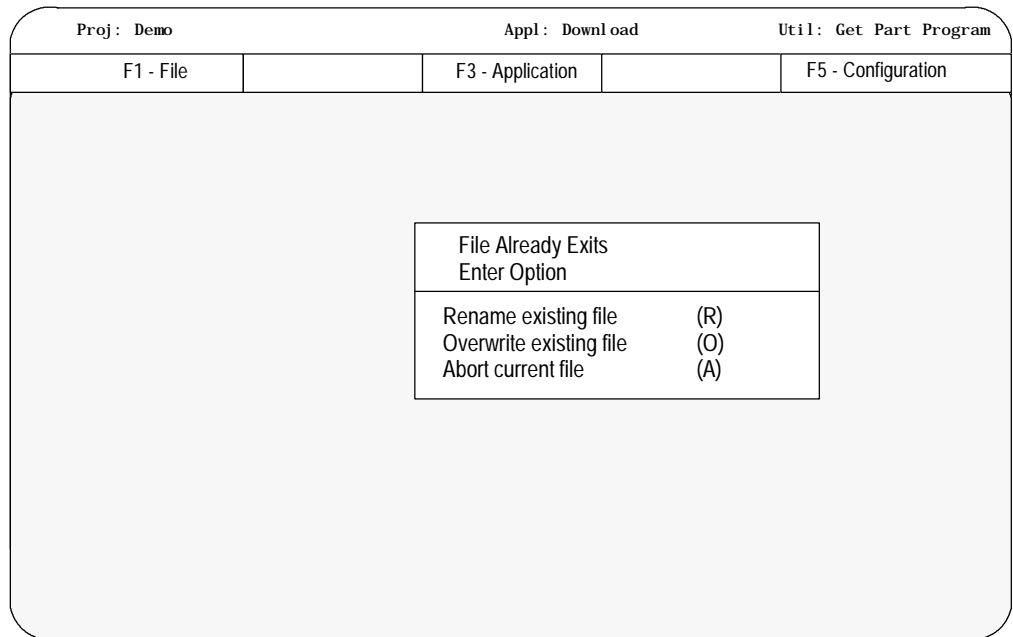 Proj: Demo Appl: Download Util: Get Part Program
F1 - File F3 - Application F5 - Configuration
File Already Exits
Enter Option
Rename existing file (R)
Overwrite existing file (O)
Abort current file (A)